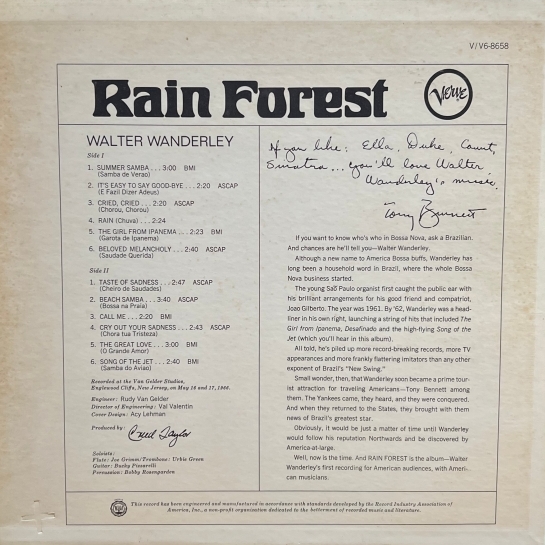 V/V6-8658
Rain Forest
Verve
WALTER WANDERLEY
Side I
1. SUMMER SAMBA . . . 3:00 BMI
(Samba de Verao)
2. IT'S EASY TO SAY GOOD-BYE . . . 2:20 ASCAP
(E Fazil Dizer Adeus)
3. CRIED, CRIED . . . 2:20 ASCAP
(Chorou, Chorou)
4. RAIN (Chuva) . . . 2:24
5. THE GIRL FROM IPANEMA . . . 2:23 BMI
(Garota de Ipanema)
6. BELOVED MELANCHOLY . . . 2:40 ASCAP
(Saudade Querida)
Side II
1. TASTE OF SADNESS . . . 2:47 ASCAP
(Cheiro de Saudades)
2. BEACH SAMBA . . . 3:40 ASCAP
(Bossa na Praia)
3. CALL ME . . . 2:20 BMI
4. CRY OUT YOUR SADNESS . . . 2:43 ASCAP
(Chora tua Tristeza)
5. THE GREAT LOVE . . . 3:00 BMI
(O Grande Amor)
6. SONG OF THE JET . . . 2:40 BMI
(Samba do Aviao)
Recorded at the Van Gelder Studios,
Englewood Cliffs, New Jersey, on May 16 and 17, 1966.
Engineer: Rudy Van Gelder
Director of Engineering: Val Valentin
Cover Design: Acy Lehman
Produced by: Creed Taylor
Soloists:
Flute: Joe Grimm/Trombone: Urbie Green
Guitar: Bucky Pizzarelli
Percussion: Bobby Rosengarden
If you like: Ella, Duke, Count,
Sinatra... you'll love Walter
Wanderley's music.
Tony Bennett
If you want to know who's who in Bossa Nova, ask a Brazilian.
And chances are he'll tell you—Walter Wanderley.
Although a new name to America Bossa buffs, Wanderley has
long been a household word in Brazil, where the whole Bossa
Nova business started.
The young Saõ Paulo organist first caught the public ear with
his brilliant arrangements for his good friend and compatriot,
Joao Gilberto. The year was 1961. By '62, Wanderley was a head-
liner in his own right, launching a string of hits that included The
Girl from Ipanema, Desafinado and the high-flying Song of the
Jet (which you'll hear in this album).
All told, he's piled up more record-breaking records, more TV
appearances and more frankly flattering imitators than any other
exponent of Brazil's "New Swing."
Small wonder, then, that Wanderley soon became a prime tour-
ist attraction for traveling Americans—Tony Bennett among
them. The Yankees came, they heard, and they were conquered.
And when they returned to the States, they brought with them
news of Brazil's greatest star.
Obviously, it would be just a matter of time until Wanderley
would follow his reputation Northwards and be discovered by
America-at-large.
Well, now is the time. And RAIN FOREST is the album—Walter
Wanderley's first recording for American audiences, with Ameri-
can musicians.
This record has been engineered and manufactured in accordance with standards developed by the Record Industry Association of
America, Inc., a non-profit organization dedicated to the betterment of recorded music and literature.